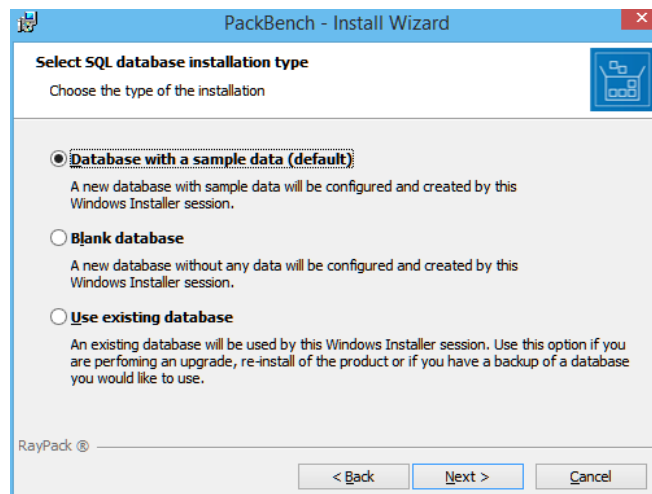 PackBench - Install Wizard
Select SQL database installation type
Choose the type of the installation
Database with a sample data (default)
A new database with sample data will be configured and created by this
Windows Installer session.
Blank database
A new database without any data will be configured and created by this
Windows Installer session.
Use existing database
An existing database will be used by this Windows Installer session. Use this option if you
are perfoming an upgrade, re-install of the product or if you have a backup of a database
you would like to use.
RayPack ®
< Back Next > Cancel